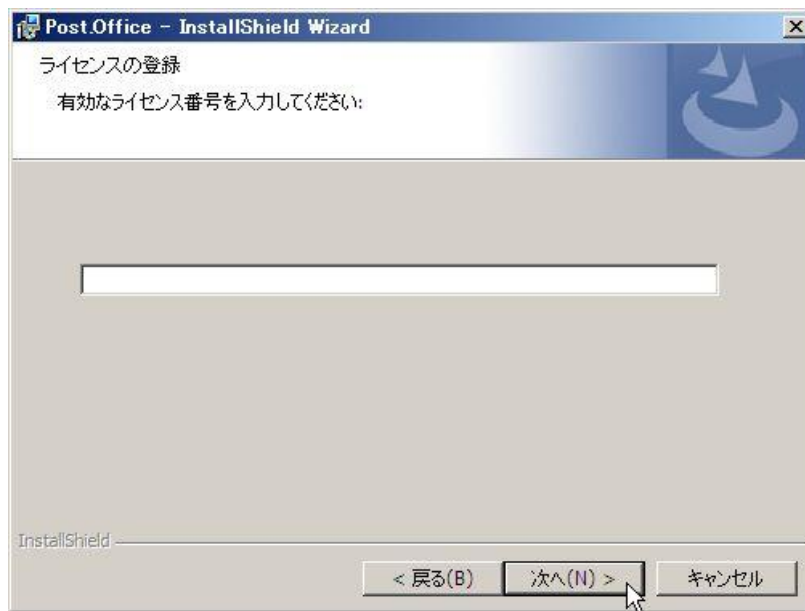 Post.Office - InstallShield Wizard
ライセンスの登録
有効なライセンス番号を入力してください:
InstallShield
< 戻る(B)
次へ(N) >
キャンセル